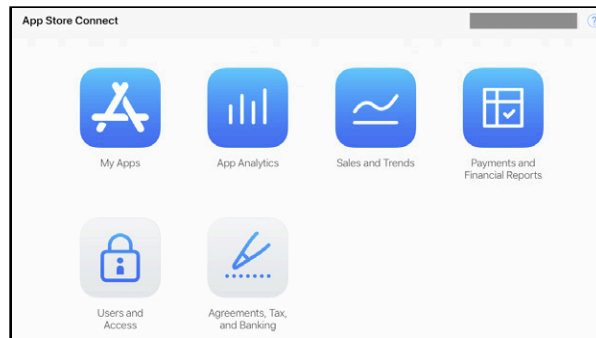 App Store Connect
?
My Apps
App Analytics
Sales and Trends
Payments and
Financial Reports
Users and
Access
Agreements, Tax,
and Banking